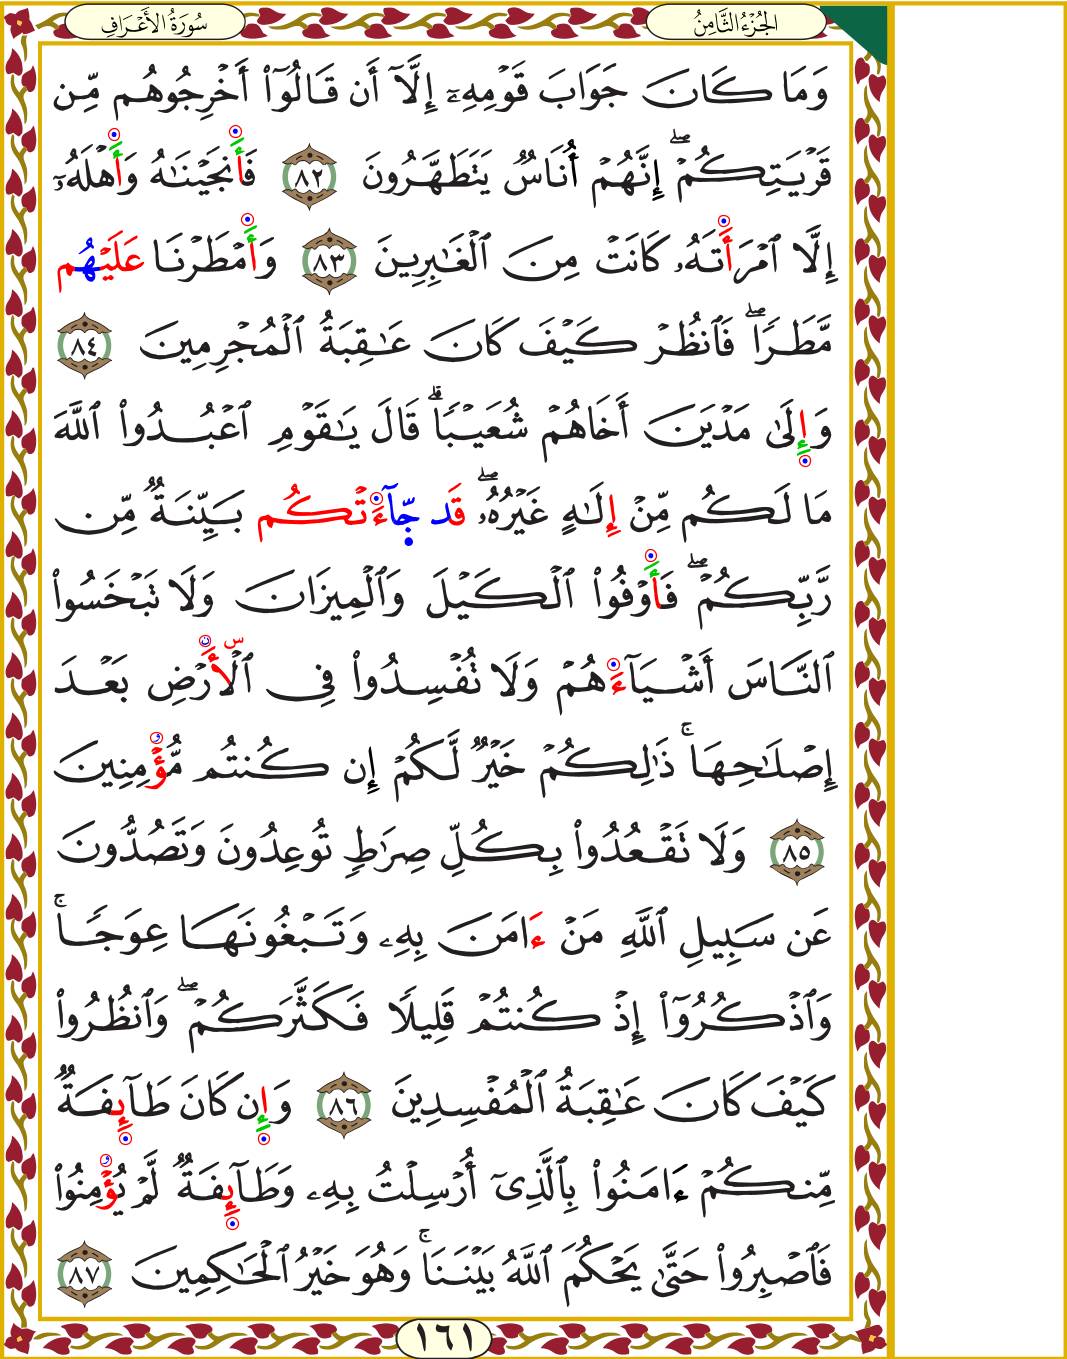 الجُزْءُ الثَّامِنُ
سُورَةُ الأَعْرَافِ
وَمَا كَانَ جَوَابَ قَوْمِهِۦٓ إِلَّآ أَن قَالُوٓا۟ أَخْرِجُوهُم مِّن
قَرْيَتِكُمْ ۖ إِنَّهُمْ أُنَاسٌ يَتَطَهَّرُونَ ٨٢ فَأَنجَيْنَـٰهُ وَأَهْلَهُۥٓ
إِلَّا ٱمْرَأَتَهُۥ كَانَتْ مِنَ ٱلْغَـٰبِرِينَ ٨٣ وَأَمْطَرْنَا عَلَيْهُم
مَّطَرًا ۖ فَٱنظُرْ كَيْفَ كَانَ عَـٰقِبَةُ ٱلْمُجْرِمِينَ ٨٤
وَإِلَىٰ مَدْيَنَ أَخَاهُمْ شُعَيْبًا ۗ قَالَ يَـٰقَوْمِ ٱعْبُدُوا۟ ٱللَّهَ
مَا لَكُم مِّنْ إِلَـٰهٍ غَيْرُهُۥ ۖ قَد جَّآءَتْكُم بَيِّنَةٌ مِّن
رَّبِّكُمْ ۖ فَأَوْفُوا۟ ٱلْكَيْلَ وَٱلْمِيزَانَ وَلَا تَبْخَسُوا۟
ٱلنَّاسَ أَشْيَآءَهُمْ وَلَا تُفْسِدُوا۟ فِى ٱلْأَرْضِ بَعْدَ
إِصْلَـٰحِهَا ۚ ذَٰلِكُمْ خَيْرٌ لَّكُمْ إِن كُنتُم مُّؤْمِنِينَ
٨٥ وَلَا تَقْعُدُوا۟ بِكُلِّ صِرَٰطٍ تُوعِدُونَ وَتَصُدُّونَ
عَن سَبِيلِ ٱللَّهِ مَنْ ءَامَنَ بِهِۦ وَتَبْغُونَهَا عِوَجًا ۚ
وَٱذْكُرُوٓا۟ إِذْ كُنتُمْ قَلِيلًا فَكَثَّرَكُمْ ۖ وَٱنظُرُوا۟
كَيْفَ كَانَ عَـٰقِبَةُ ٱلْمُفْسِدِينَ ٨٦ وَإِن كَانَ طَآئِفَةٌ
مِّنكُمْ ءَامَنُوا۟ بِٱلَّذِىٓ أُرْسِلْتُ بِهِۦ وَطَآئِفَةٌ لَّمْ يُؤْمِنُوا۟
فَٱصْبِرُوا۟ حَتَّىٰ يَحْكُمَ ٱللَّهُ بَيْنَنَا ۚ وَهُوَ خَيْرُ ٱلْحَـٰكِمِينَ ٨٧
١٦١